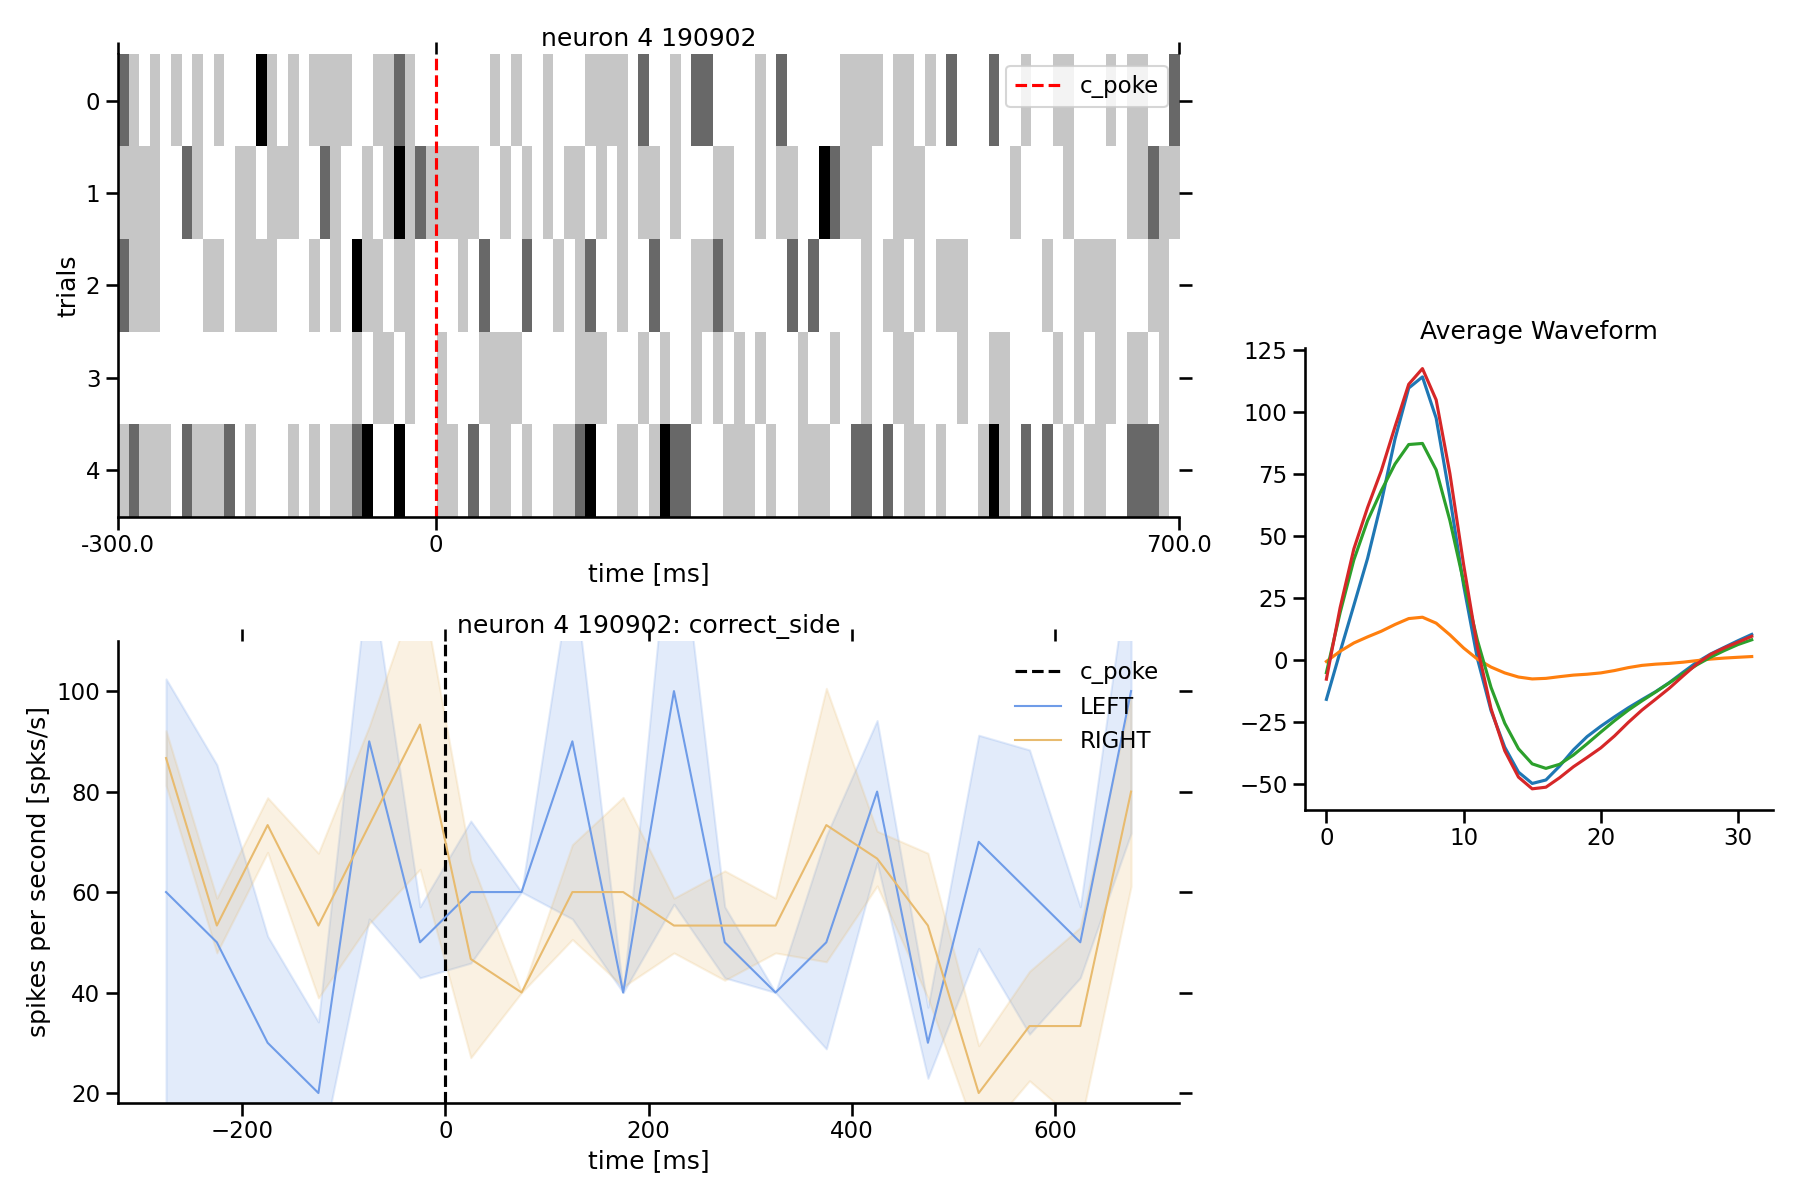 neuron 4 190902
c_poke
trials
0
1
2
3
4
-300.0
0
700.0
time [ms]
neuron 4 190902: correct_side
c_poke
LEFT
RIGHT
spikes per second [spks/s]
100
80
60
40
20
−200
0
200
400
600
time [ms]
Average Waveform
125
100
75
50
25
0
−25
−50
0
10
20
30